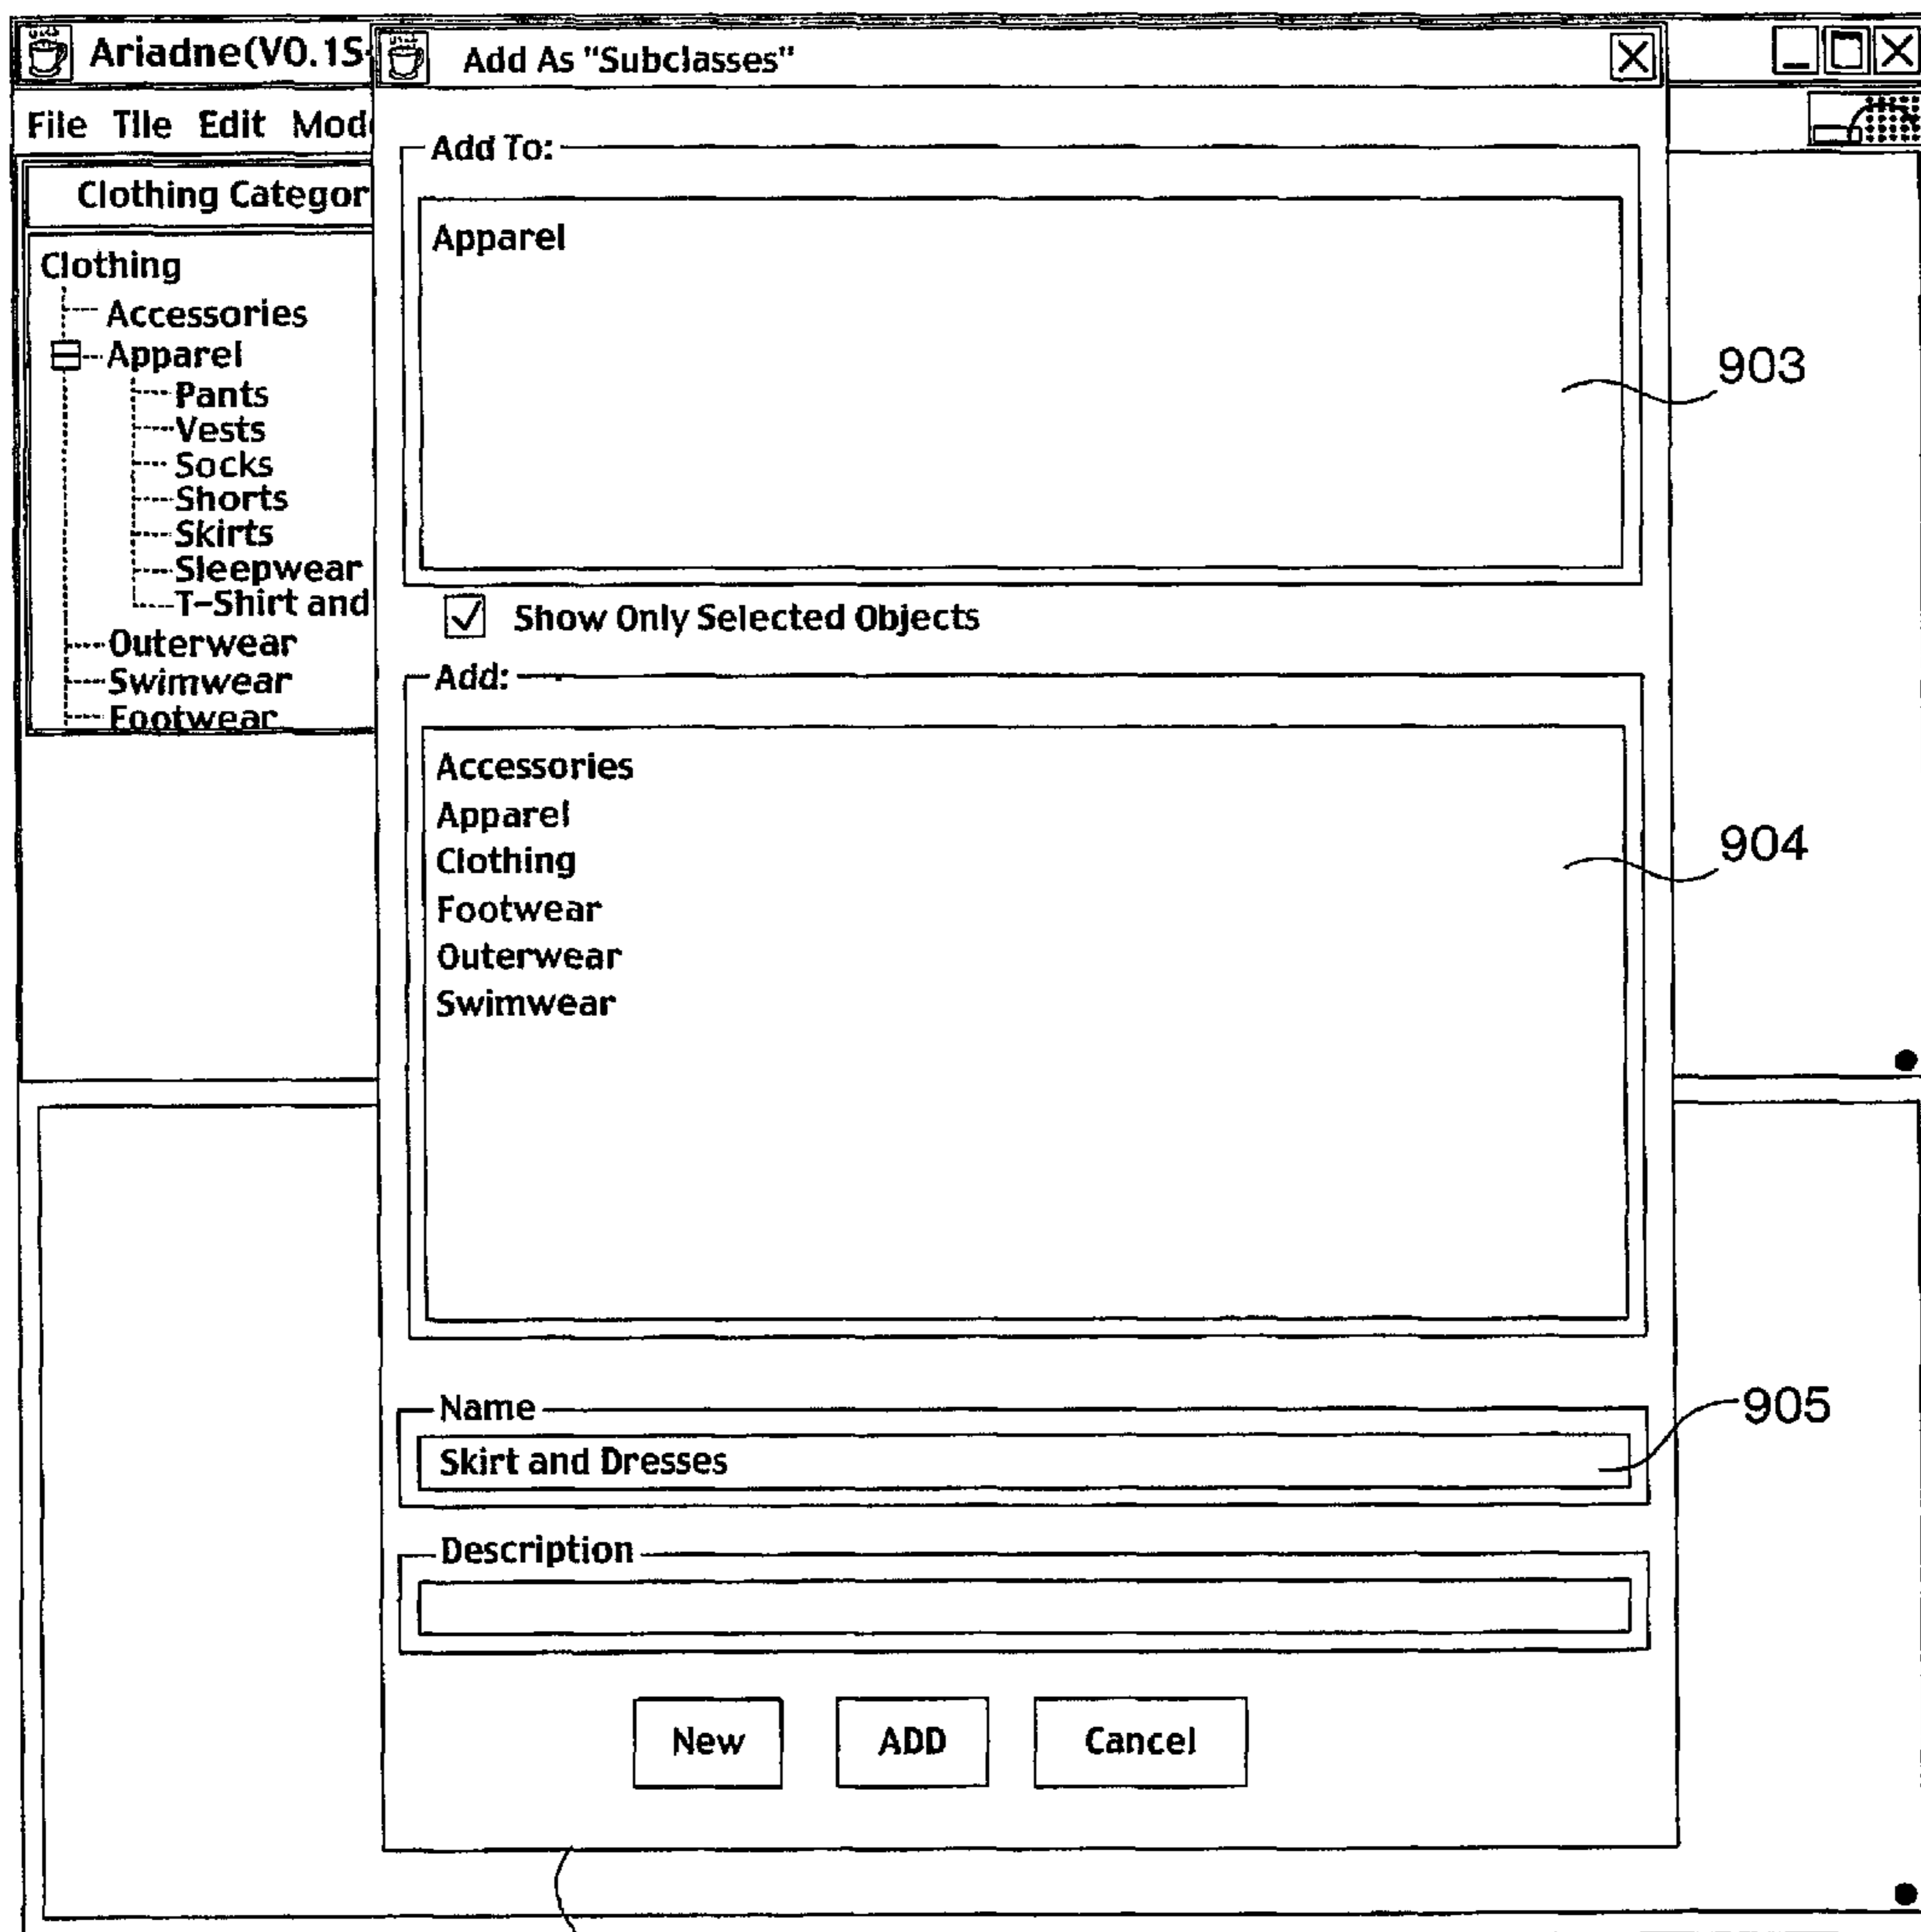 Ariadne(V0.1S-
Add As "Subclasses"
File TIle Edit Mod
Add To:
Clothing Categor
Apparel
Clothing
Accessories
Apparel
Pants
Vests
Socks
Shorts
Skirts
Sleepwear
T-Shirt and
Outerwear
Swimwear
Footwear
903
Show Only Selected Objects
Add:
Accessories
Apparel
Clothing
Footwear
Outerwear
Swimwear
904
Name
Skirt and Dresses
905
Description
New ADD Cancel